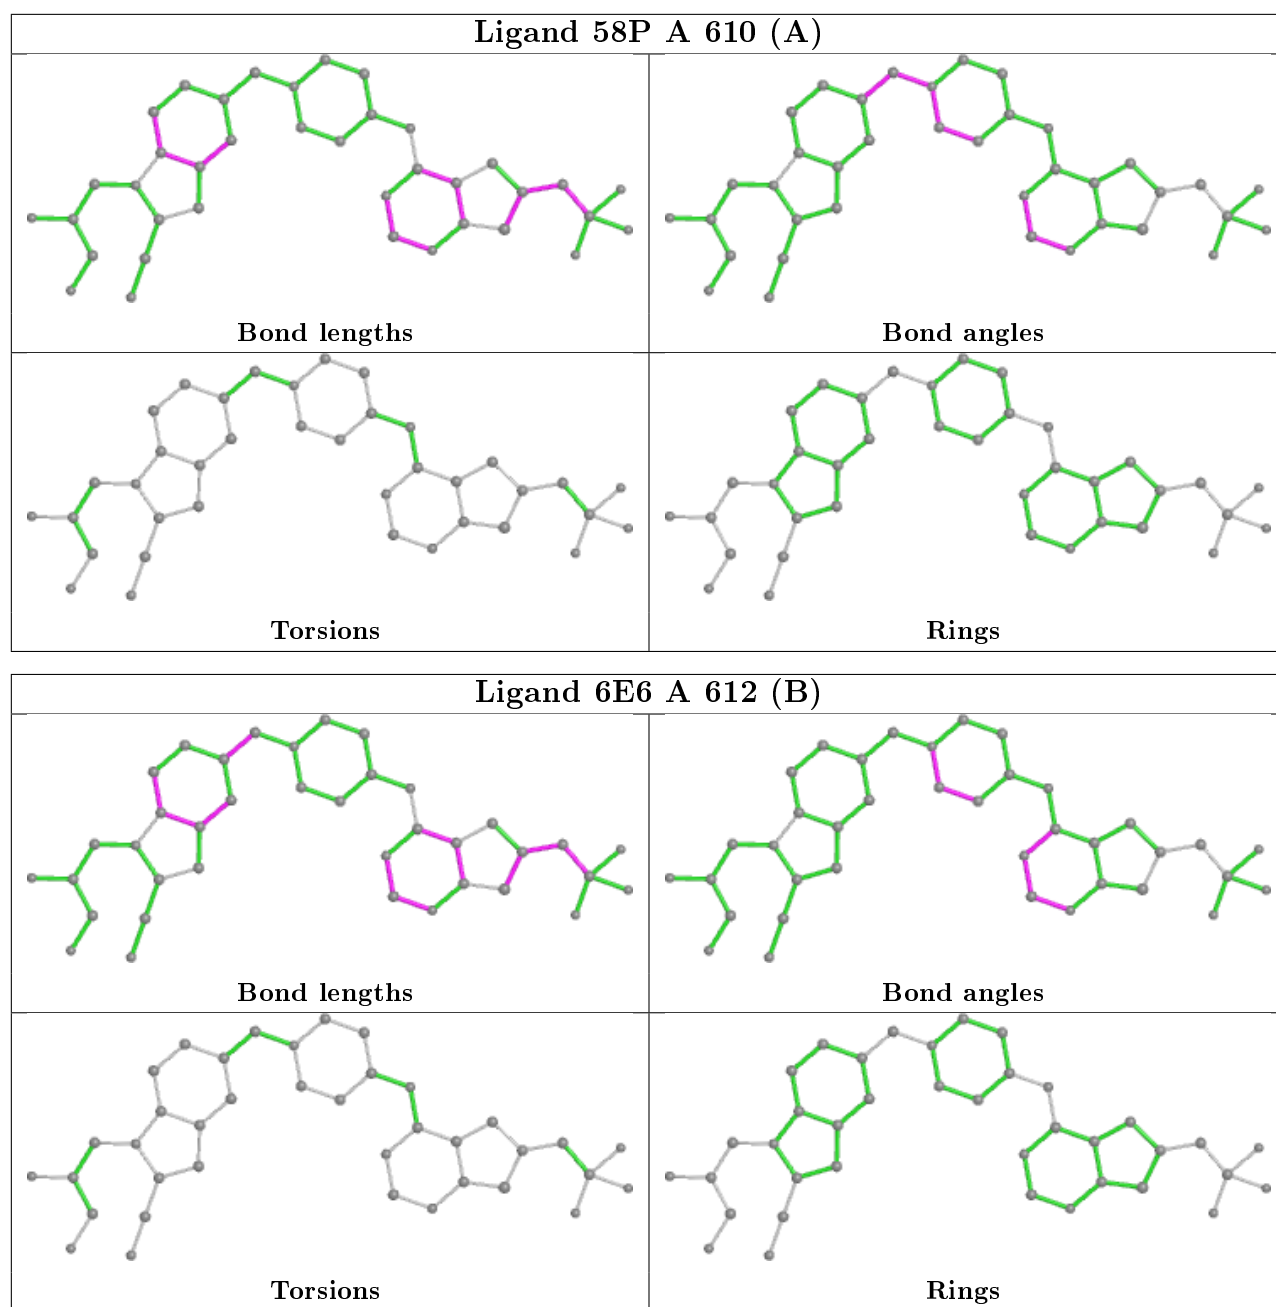 Ligand 58P A 610 (A)
Bond lengths
Bond angles
Torsions
Rings
Ligand 6E6 A 612 (B)
Bond lengths
Bond angles
Torsions
Rings